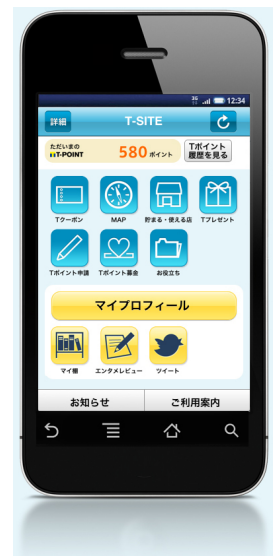 3G
12:34
詳細
T-SITE
ただいまの
T-POINT
580 ポイント
Tポイント
履歴を見る
Tクーポン
MAP
貯まる・使える店
Tプレゼント
Tポイント申請
Tポイント募金
お役立ち
マイプロフィール
マイ棚
エンタメレビュー
ツイート
お知らせ
ご利用案内